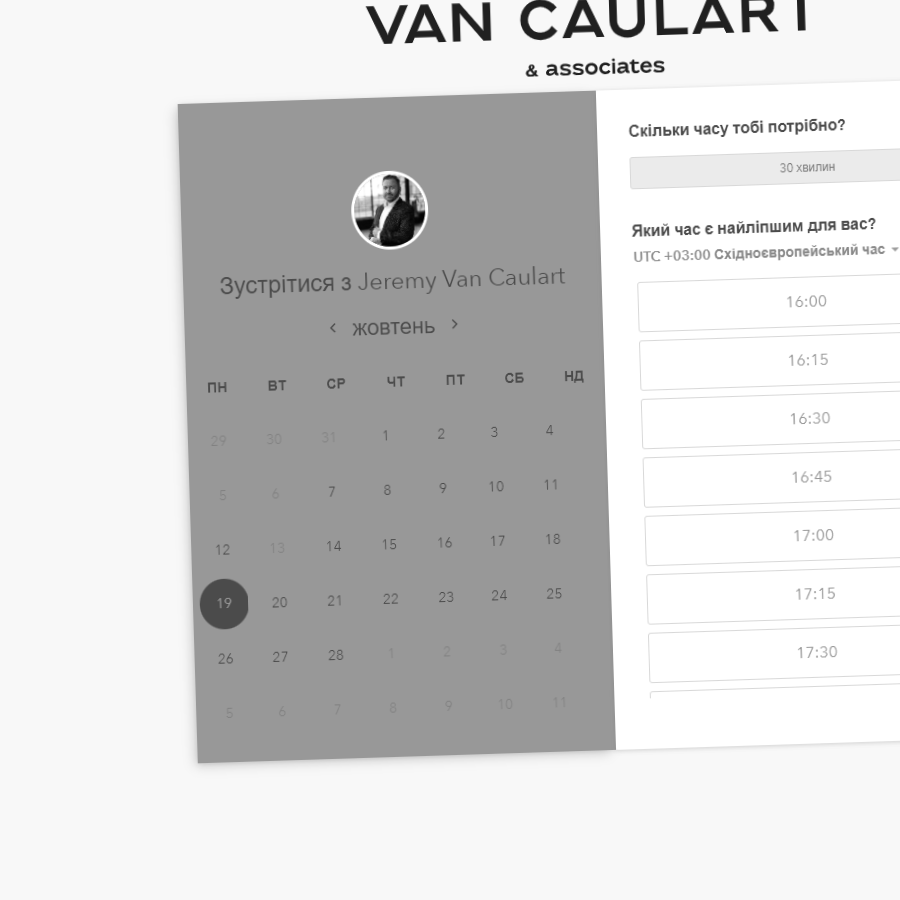 VAN CAULART
& associates
Зустрітися з Jeremy Van Caulart
жовтень
ПН ВТ СР ЧТ ПТ СБ НД
29 30 31 1 2 3 4
5 6 7 8 9 10 11
12 13 14 15 16 17 18
19 20 21 22 23 24 25
26 27 28 1 2 3 4
5 6 7 8 9 10 11
Скільки часу тобі потрібно?
30 хвилин
Який час є найліпшим для вас?
UTC +03:00 Східноєвропейський час
16:00
16:15
16:30
16:45
17:00
17:15
17:30